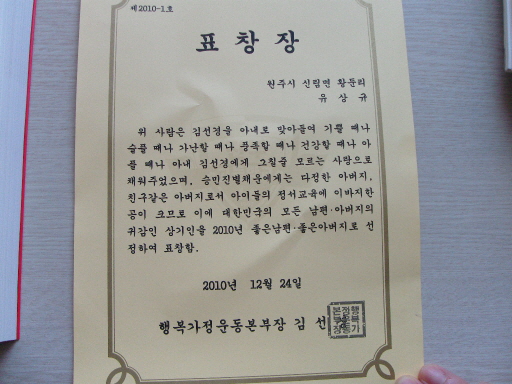 제2010-1호
표 창 장
원주시 신림면 황둔리
유 상 규
위 사람은 김선경을 아내로 맞아들여 기쁠 때나
슬플 때나 가난할 때나 풍족할 때나 건강할 때나 아
플 때나 아내 김선경에게 그칠줄 모르는 사랑으로
채워주었으며, 승민진별채운에게는 다정한 아버지,
친구같은 아버지로서 아이들의 정서교육에 이바지한
공이 크므로 이에 대한민국의 모든 남편·아버지의
귀감인 상기인을 2010년 좋은남편·좋은아버지로 선
정하여 표창함.
2010년 12월 24일
행복가정운동본부장 김 선